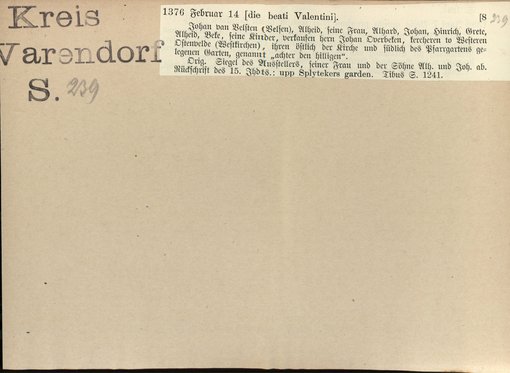 Kreis
Warendorf
S. 239
1376 Februar 14 [die beati Valentini]. [S 239
Johan van Velsten (Velsen), Alheid, seine Frau, Alhard, Johan, Hinrich, Grete,
Alheid, Beke, seine Kinder, verkaufen hern Johan Overbeken, kercheren to Westeren
Ostenvelde (Westkirchen), ihren östlich der Kirche und südlich des Pfarrgartens ge-
legenen Garten, genannt „achter den hilligen".
Orig. Siegel des Ausstellers, seiner Frau und der Söhne Alh. und Joh. ab.
Rückschrift des 15. Jhdts.: upp Splytekers garden. Tibus S. 1241.